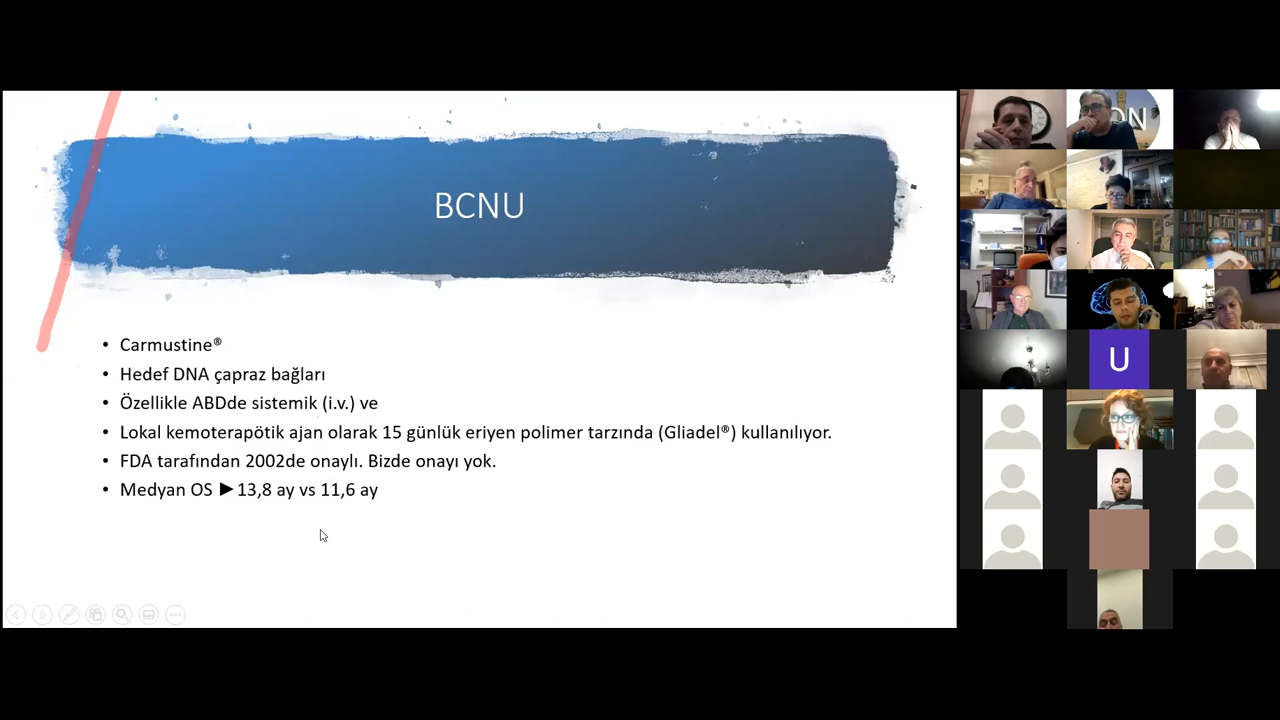 BCNU
• Carmustine®
• Hedef DNA çapraz bağları
• Özellikle ABDde sistemik (i.v.) ve
• Lokal kemoterapötik ajan olarak 15 günlük eriyen polimer tarzında (Gliadel®) kullanılıyor.
• FDA tarafından 2002de onaylı. Bizde onayı yok.
• Medyan OS ►13,8 ay vs 11,6 ay
ON
U